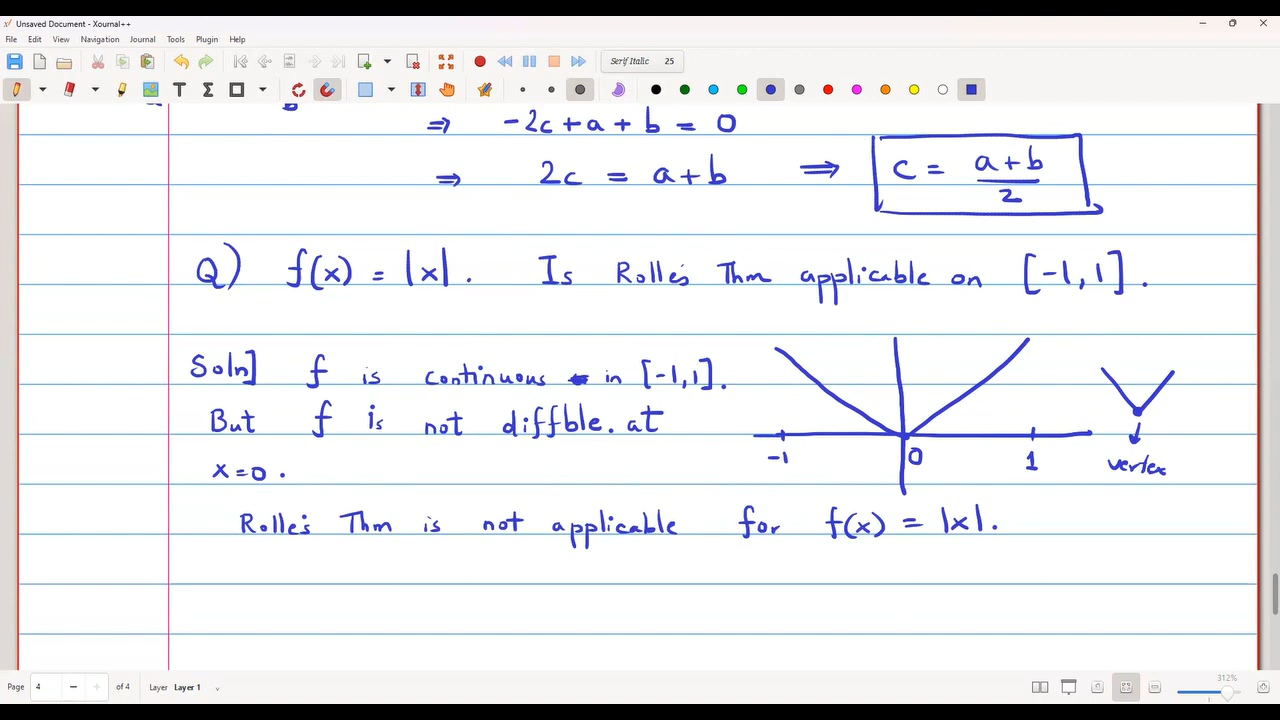 Unsaved Document - Xournal++
File Edit View Navigation Journal Tools Plugin Help
Serif Italic 25
⇒ -2c + a + b = 0
⇒ 2c = a + b ⇒ c = (a+b)/2
Q) f(x) = |x|. Is Rolle's Thm applicable on [-1, 1].
Soln] f is continuous in [-1, 1].
But f is not diffble. at
x = 0.
-1 0 1 vertex
Rolle's Thm is not applicable for f(x) = |x|.
Page 4 of 4 Layer Layer 1 312%